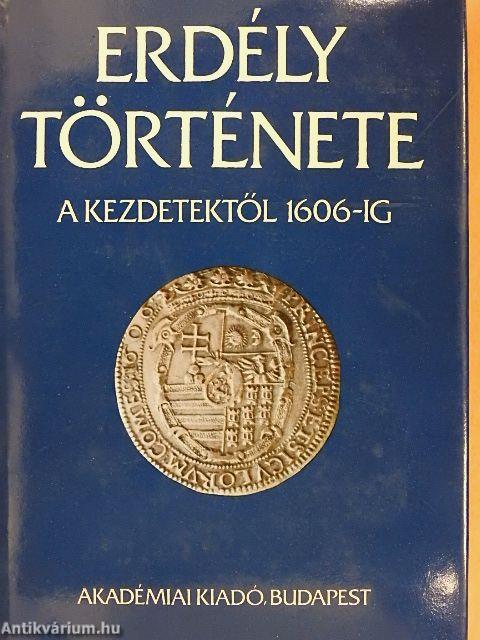 ERDÉLY
TÖRTÉNETE
A KEZDETEKTŐL 1606-IG
AKADÉMIAI KIADÓ, BUDAPEST
Antikvárium.hu